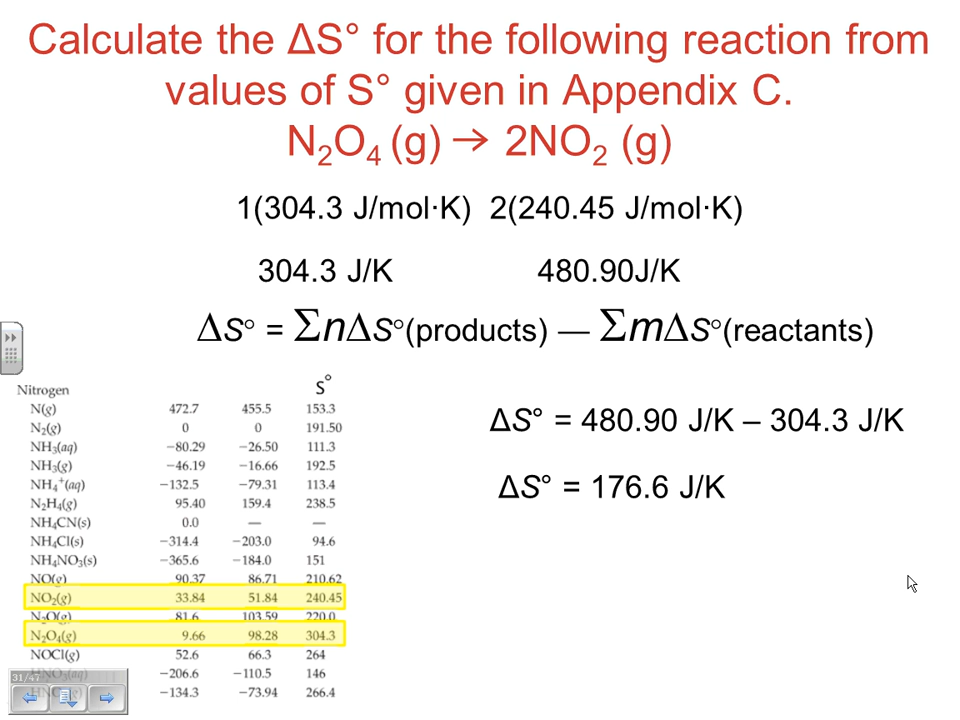 Calculate the ΔS° for the following reaction from
values of S° given in Appendix C.
N₂O₄ (g) → 2NO₂ (g)
1(304.3 J/mol·K) 2(240.45 J/mol·K)
304.3 J/K 480.90J/K
ΔS° = ΣnΔS°(products) — ΣmΔS°(reactants)
ΔS° = 480.90 J/K – 304.3 J/K
ΔS° = 176.6 J/K
Nitrogen S°
N(g) 472.7 455.5 153.3
N₂(g) 0 0 191.50
NH₃(aq) −80.29 −26.50 111.3
NH₃(g) −46.19 −16.66 192.5
NH₄⁺(aq) −132.5 −79.31 113.4
N₂H₄(g) 95.40 159.4 238.5
NH₄CN(s) 0.0 — —
NH₄Cl(s) −314.4 −203.0 94.6
NH₄NO₃(s) −365.6 −184.0 151
NO(g) 90.37 86.71 210.62
NO₂(g) 33.84 51.84 240.45
N₂O(g) 81.6 103.59 220.0
N₂O₄(g) 9.66 98.28 304.3
NOCl(g) 52.6 66.3 264
HNO₃(aq) −206.6 −110.5 146
−134.3 −73.94 266.4
31/47